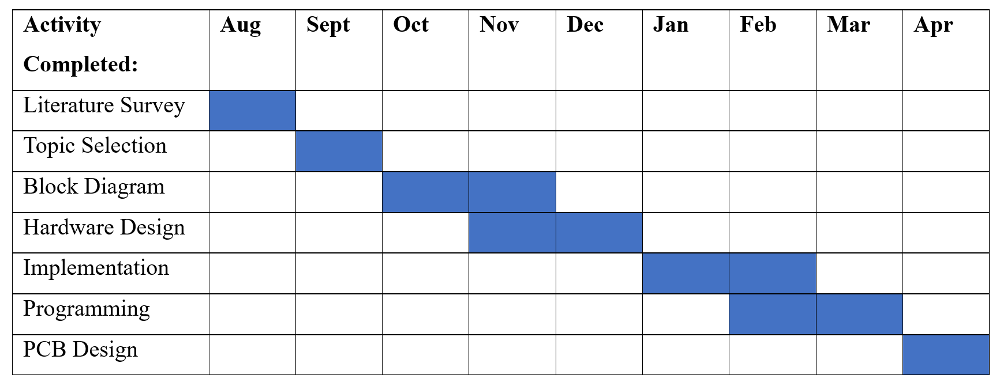 Activity Aug Sept Oct Nov Dec Jan Feb Mar Apr
Completed:
Literature Survey
Topic Selection
Block Diagram
Hardware Design
Implementation
Programming
PCB Design